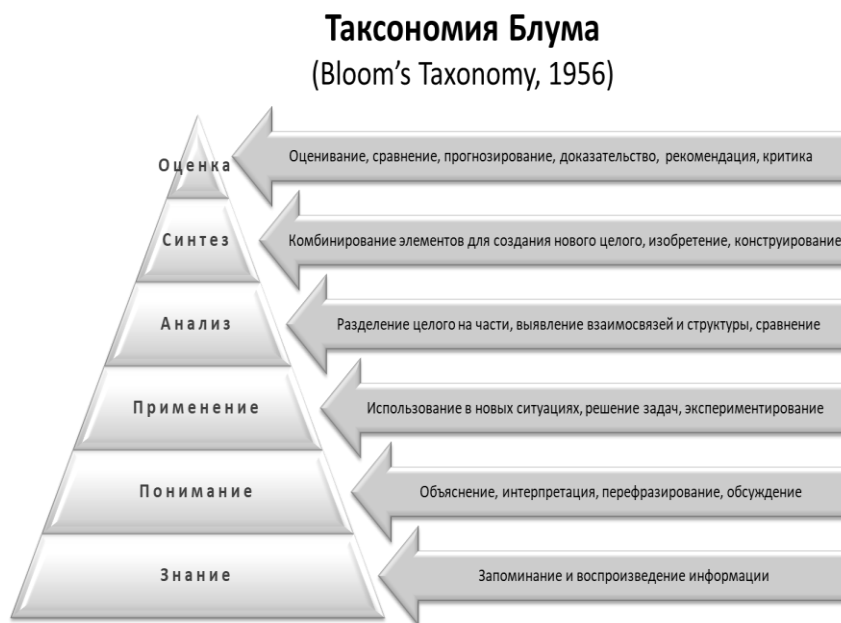 Таксономия Блума
(Bloom's Taxonomy, 1956)
Оценка
Оценивание, сравнение, прогнозирование, доказательство, рекомендация, критика
Синтез
Комбинирование элементов для создания нового целого, изобретение, конструирование
Анализ
Разделение целого на части, выявление взаимосвязей и структуры, сравнение
Применение
Использование в новых ситуациях, решение задач, экспериментирование
Понимание
Объяснение, интерпретация, перефразирование, обсуждение
Знание
Запоминание и воспроизведение информации